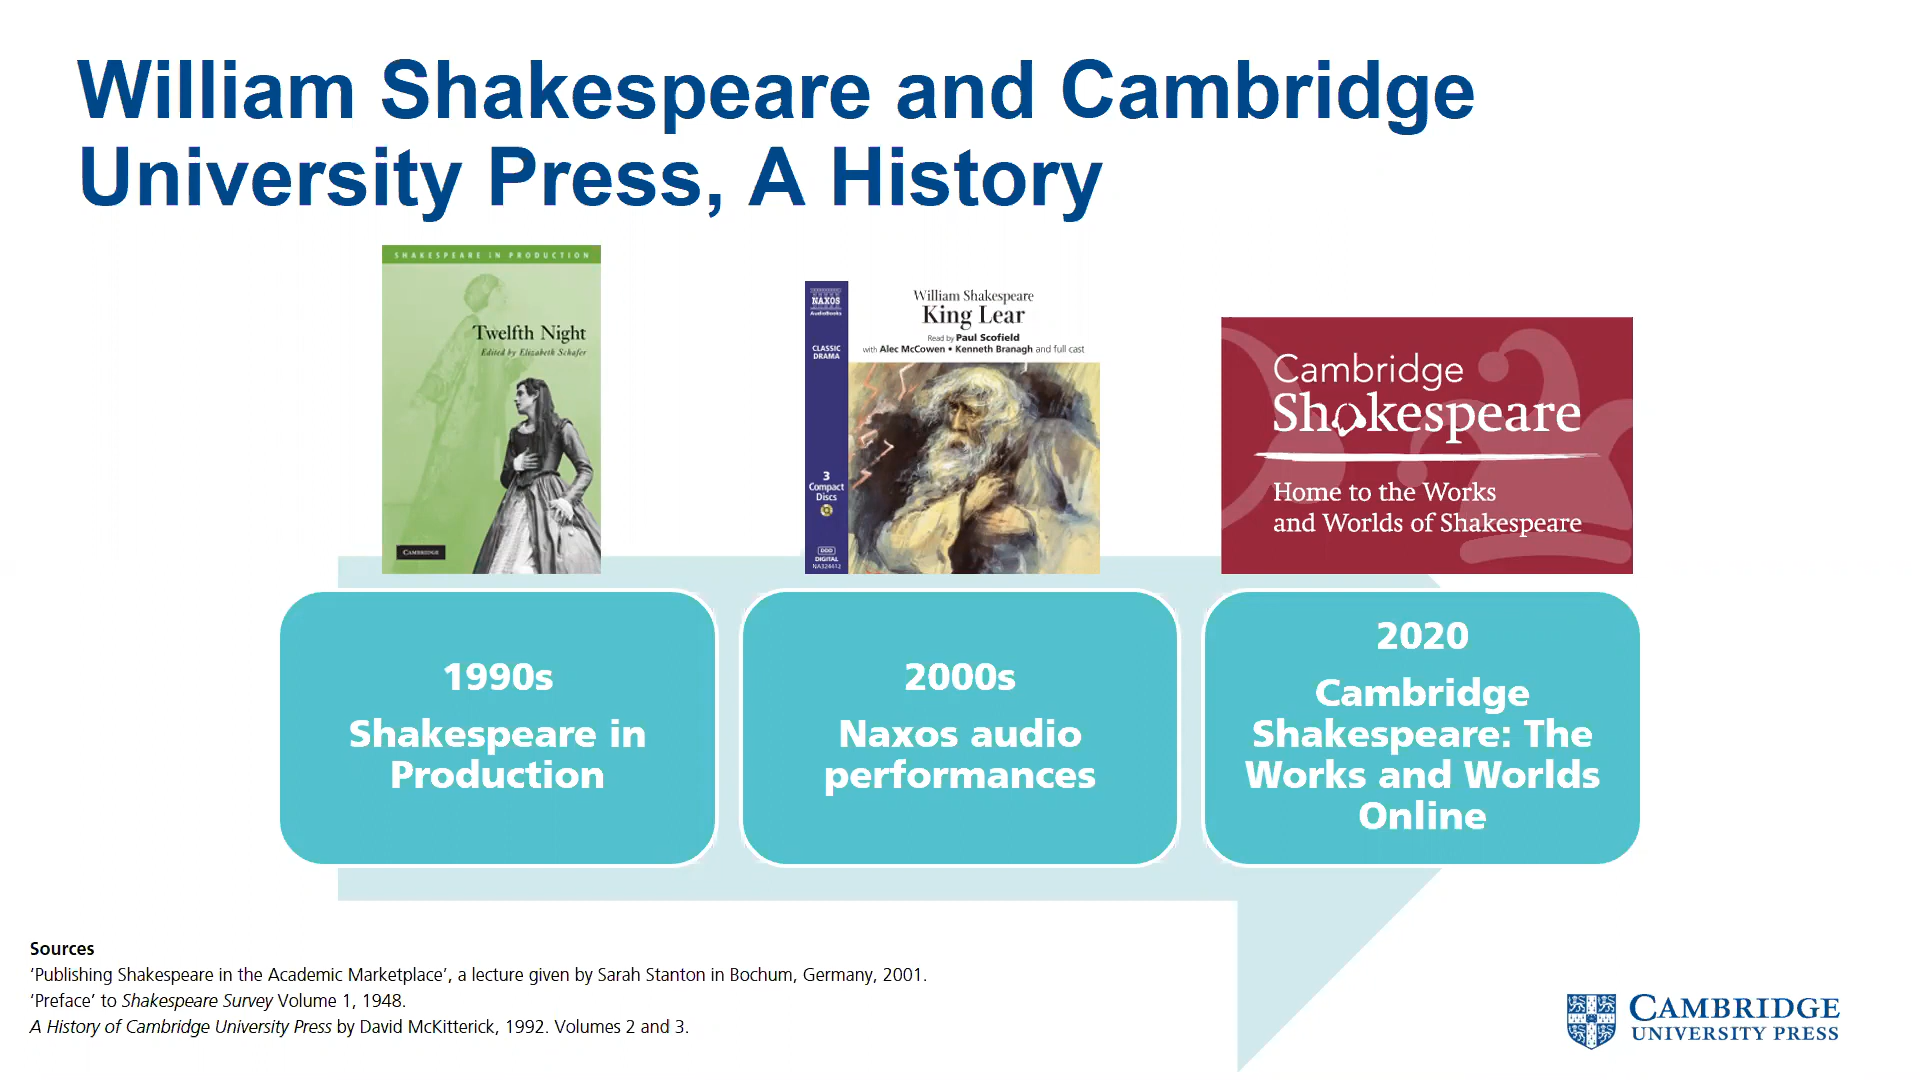 William Shakespeare and Cambridge
University Press, A History
SHAKESPEARE IN PRODUCTION
Twelfth Night
Edited by Elizabeth Schafer
CAMBRIDGE
NAXOS
AudioBooks
CLASSIC
DRAMA
3
Compact
Discs
DDD
DIGITAL
NA324412
William Shakespeare
King Lear
Read by Paul Scofield
with Alec McCowen • Kenneth Branagh and full cast
Cambridge
Shakespeare
Home to the Works
and Worlds of Shakespeare
1990s
Shakespeare in
Production
2000s
Naxos audio
performances
2020
Cambridge
Shakespeare: The
Works and Worlds
Online
Sources
‘Publishing Shakespeare in the Academic Marketplace’, a lecture given by Sarah Stanton in Bochum, Germany, 2001.
‘Preface’ to Shakespeare Survey Volume 1, 1948.
A History of Cambridge University Press by David McKitterick, 1992. Volumes 2 and 3.
CAMBRIDGE
UNIVERSITY PRESS